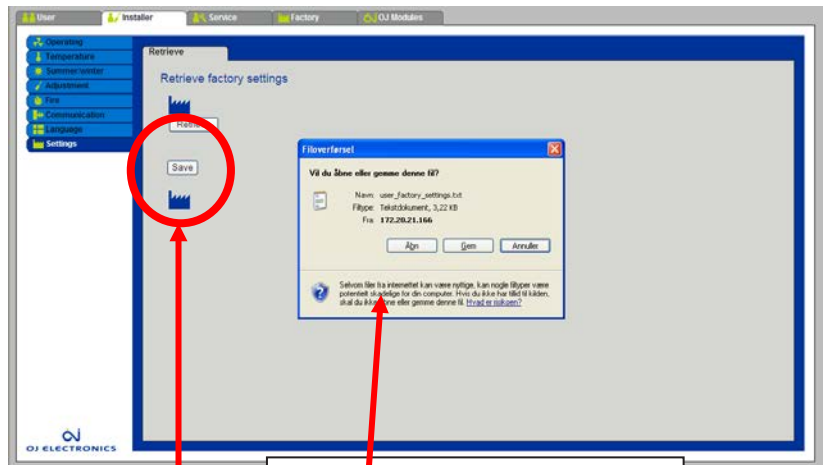 User
Installer
Service
Factory
OJ Modules
Operating
Temperature
Summer/winter
Adjustment
Fire
Communication
Language
Settings
Retrieve
Retrieve factory settings
Save
Filoverførsel
Vil du åbne eller gemme denne fil?
Navn: user_factory_settings.txt
Filtype: Tekstdokument, 3,22 KB
Fra: 172.20.21.166
Åbn
Gem
Annuller
Selvom filer fra internettet kan være nyttige, kan nogle filtyper være
potentielt skadelige for din computer. Hvis du ikke har tillid til kilden,
skal du ikke åbne eller gemme denne fil. Hvad er risikoen?
OJ ELECTRONICS